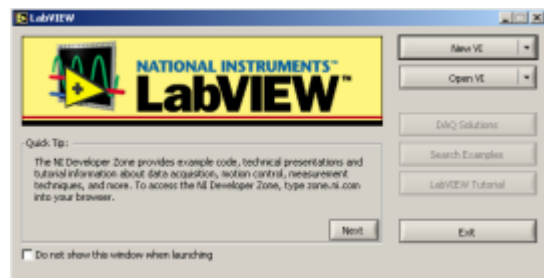 LabVIEW
NATIONAL INSTRUMENTS™
LabVIEW™
New VI
Open VI
DAQ Solutions
Search Examples
LabVIEW Tutorial
Exit
Quick Tip:
The NI Developer Zone provides example code, technical presentations and
tutorial information about data acquisition, motion control, measurement
techniques, and more. To access the NI Developer Zone, type zone.ni.com
into your browser.
Next
Do not show this window when launching